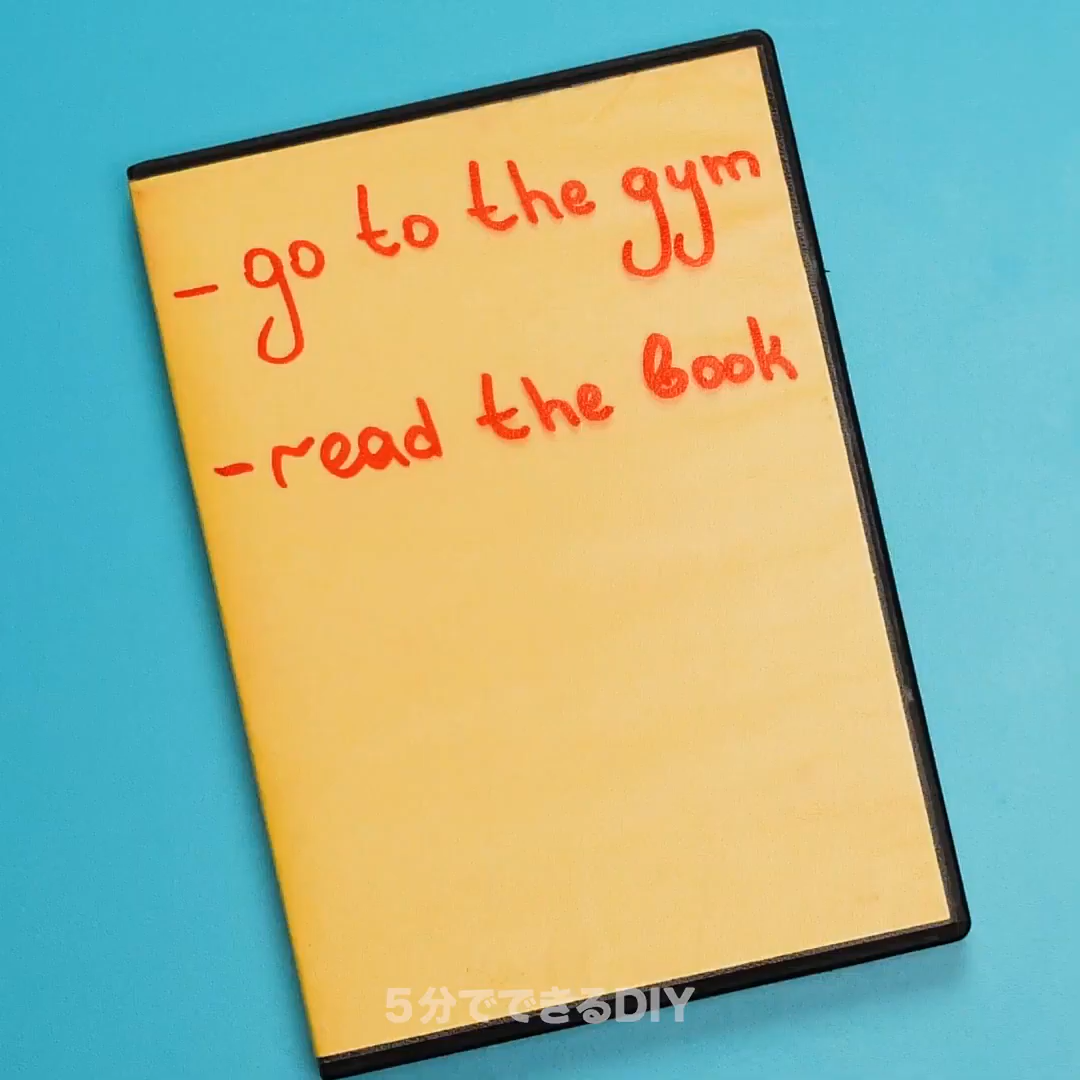 - go to the gym
- read the book
5分でできるDIY